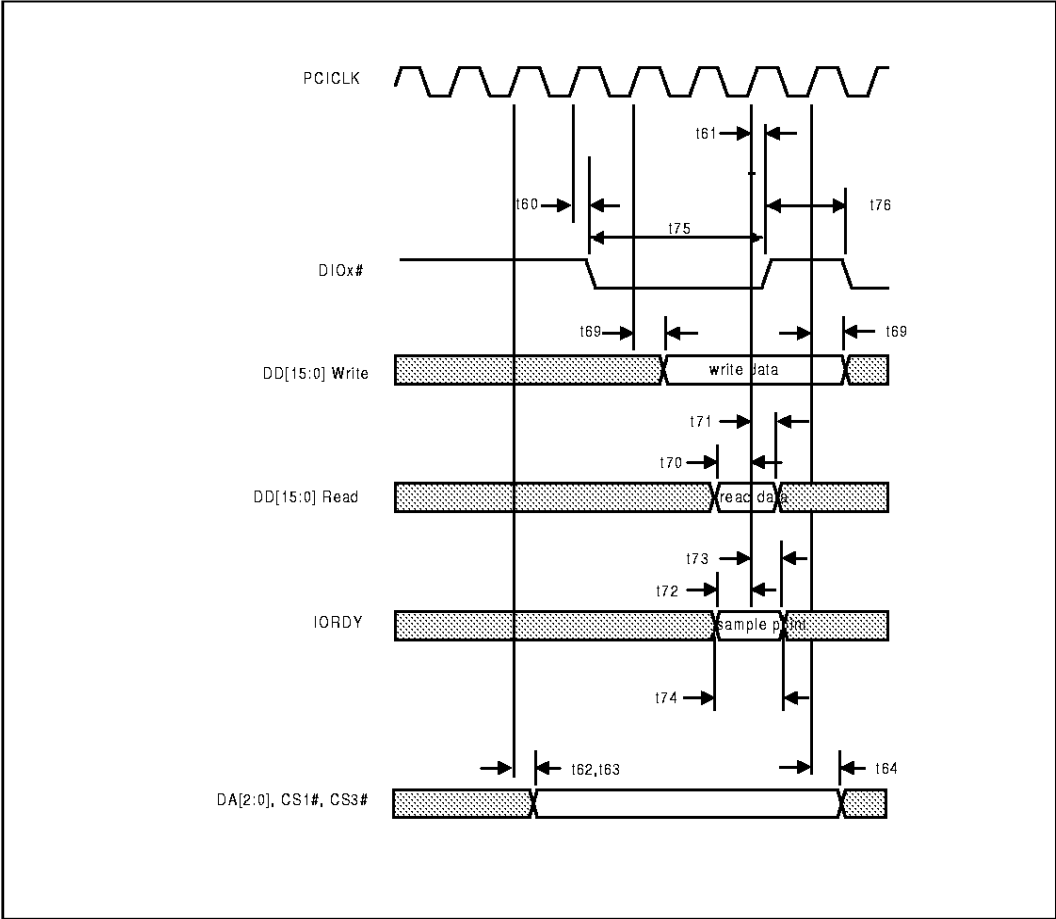 PCICLK
t61
t60
t76
t75
DIOx#
t69
t69
DD[15:0] Write
write data
t71
t70
DD[15:0] Read
read data
t73
t72
IORDY
sample point
t74
t62,t63
t64
DA[2:0], CS1#, CS3#